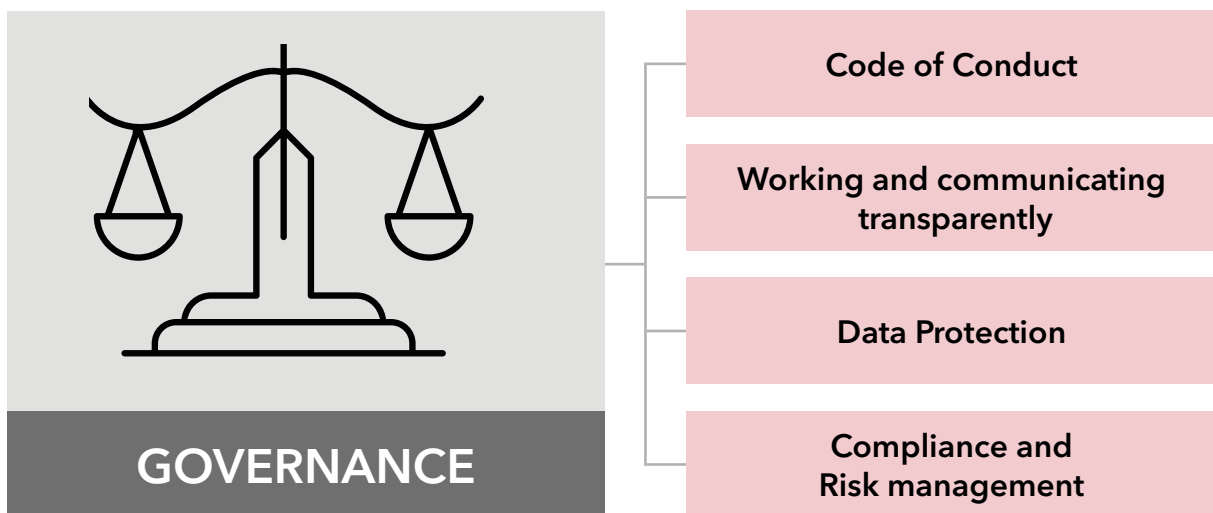 GOVERNANCE
Code of Conduct
Working and communicating
transparently
Data Protection
Compliance and
Risk management